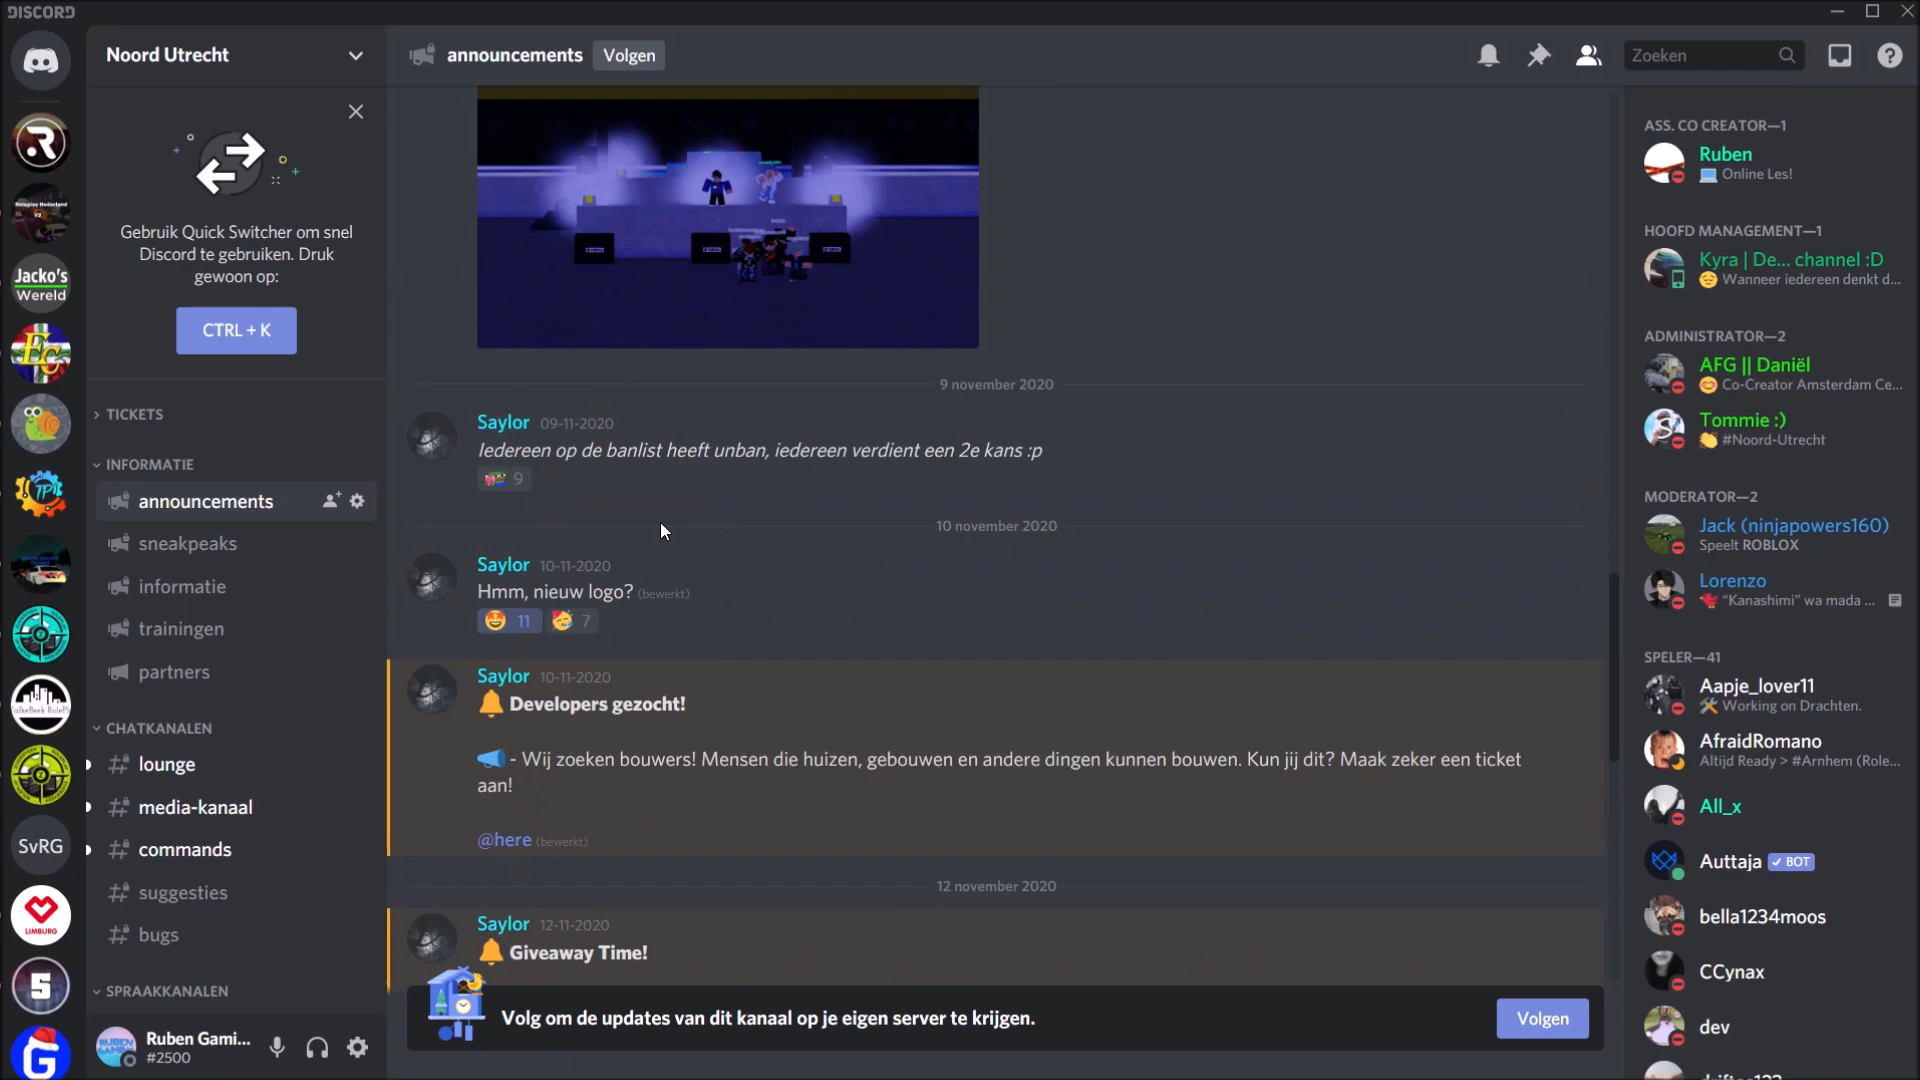 DISCORD
Noord Utrecht
announcements
Volgen
Zoeken
Gebruik Quick Switcher om snel
Discord te gebruiken. Druk
gewoon op:
CTRL + K
TICKETS
INFORMATIE
announcements
sneakpeaks
informatie
trainingen
partners
CHATKANALEN
lounge
media-kanaal
commands
suggesties
bugs
SPRAAKKANALEN
Ruben Gami...
#2500
Jacko's
Wereld
SvRG
LIMBURG
9 november 2020
Saylor 09-11-2020
Iedereen op de banlist heeft unban, iedereen verdient een 2e kans :p
9
10 november 2020
Saylor 10-11-2020
Hmm, nieuw logo? (bewerkt)
11 7
Saylor 10-11-2020
Developers gezocht!
- Wij zoeken bouwers! Mensen die huizen, gebouwen en andere dingen kunnen bouwen. Kun jij dit? Maak zeker een ticket
aan!
@here (bewerkt)
12 november 2020
Saylor 12-11-2020
Giveaway Time!
Volg om de updates van dit kanaal op je eigen server te krijgen.
Volgen
ASS. CO CREATOR—1
Ruben
Online Les!
HOOFD MANAGEMENT—1
Kyra | De... channel :D
Wanneer iedereen denkt d...
ADMINISTRATOR—2
AFG || Daniël
Co-Creator Amsterdam Ce...
Tommie :)
#Noord-Utrecht
MODERATOR—2
Jack (ninjapowers160)
Speelt ROBLOX
Lorenzo
"Kanashimi" wa mada ...
SPELER—41
Aapje_lover11
Working on Drachten.
AfraidRomano
Altijd Ready > #Arnhem (Role...
All_x
Auttaja BOT
bella1234moos
CCynax
dev